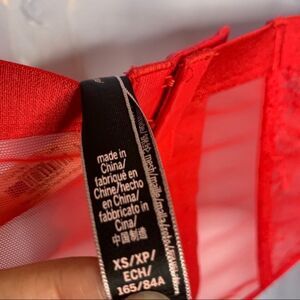 made in
China/
fabriqué en
Chine/hecho
en China/
fabbricato in
Cina/
中国制造
XS/XP/
ECH/
165/84A